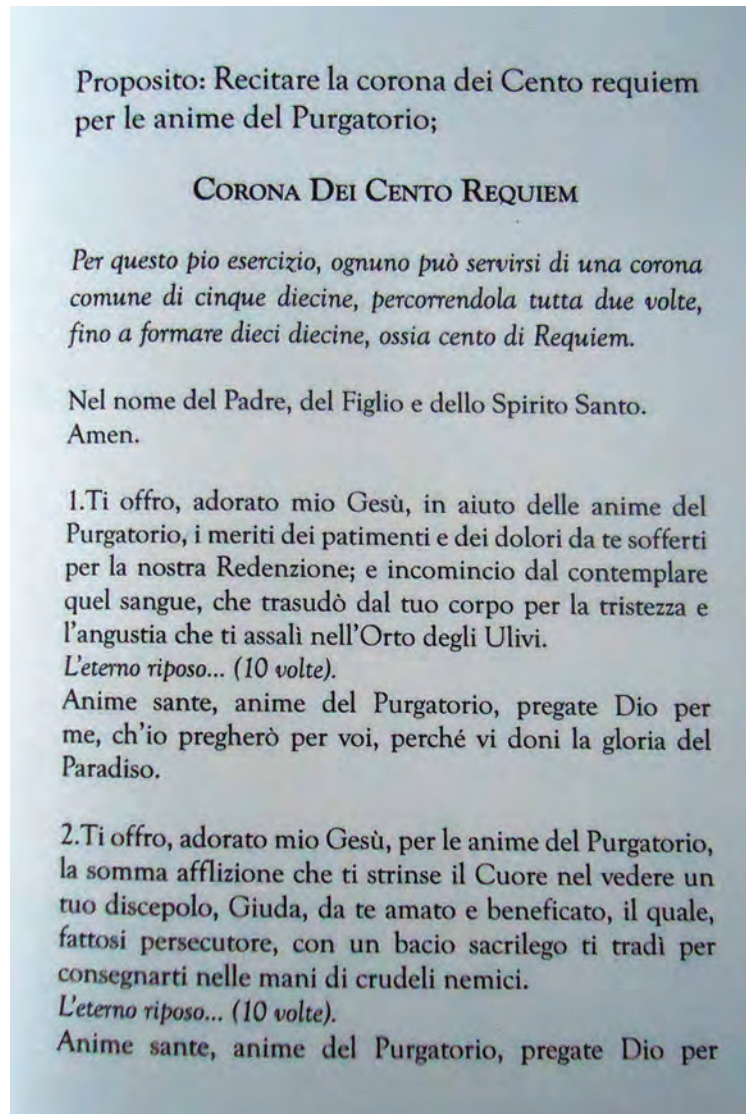 Proposito: Recitare la corona dei Cento requiem
per le anime del Purgatorio;
CORONA DEI CENTO REQUIEM
Per questo pio esercizio, ognuno può servirsi di una corona
comune di cinque diecine, percorrendola tutta due volte,
fino a formare dieci diecine, ossia cento di Requiem.
Nel nome del Padre, del Figlio e dello Spirito Santo.
Amen.
1.Ti offro, adorato mio Gesù, in aiuto delle anime del
Purgatorio, i meriti dei patimenti e dei dolori da te sofferti
per la nostra Redenzione; e incomincio dal contemplare
quel sangue, che trasudò dal tuo corpo per la tristezza e
l'angustia che ti assalì nell'Orto degli Ulivi.
L'eterno riposo... (10 volte).
Anime sante, anime del Purgatorio, pregate Dio per
me, ch'io pregherò per voi, perché vi doni la gloria del
Paradiso.
2.Ti offro, adorato mio Gesù, per le anime del Purgatorio,
la somma afflizione che ti strinse il Cuore nel vedere un
tuo discepolo, Giuda, da te amato e beneficato, il quale,
fattosi persecutore, con un bacio sacrilego ti tradì per
consegnarti nelle mani di crudeli nemici.
L'eterno riposo... (10 volte).
Anime sante, anime del Purgatorio, pregate Dio per